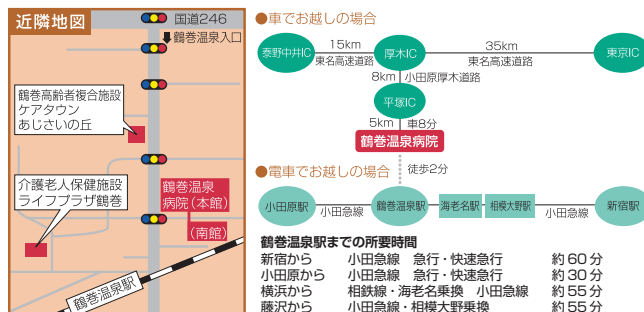 近隣地図
国道246
鶴巻温泉入口
鶴巻高齢者複合施設
ケアタウン
あじさいの丘
介護老人保健施設
ライフプラザ鶴巻
鶴巻温泉
病院(本館)
(南館)
鶴巻温泉駅
●車でお越しの場合
秦野中井IC
15km
東名高速道路
厚木IC
35km
東名高速道路
東京IC
8km
小田原厚木道路
平塚IC
5km
車8分
鶴巻温泉病院
●電車でお越しの場合
徒歩2分
小田原駅
小田急線
鶴巻温泉駅
海老名駅
相模大野駅
小田急線
新宿駅
鶴巻温泉駅までの所要時間
新宿から 小田急線 急行・快速急行 約60分
小田原から 小田急線 急行・快速急行 約30分
横浜から 相鉄線・海老名乗換 小田急線 約55分
藤沢から 小田急線・相模大野乗換 約55分